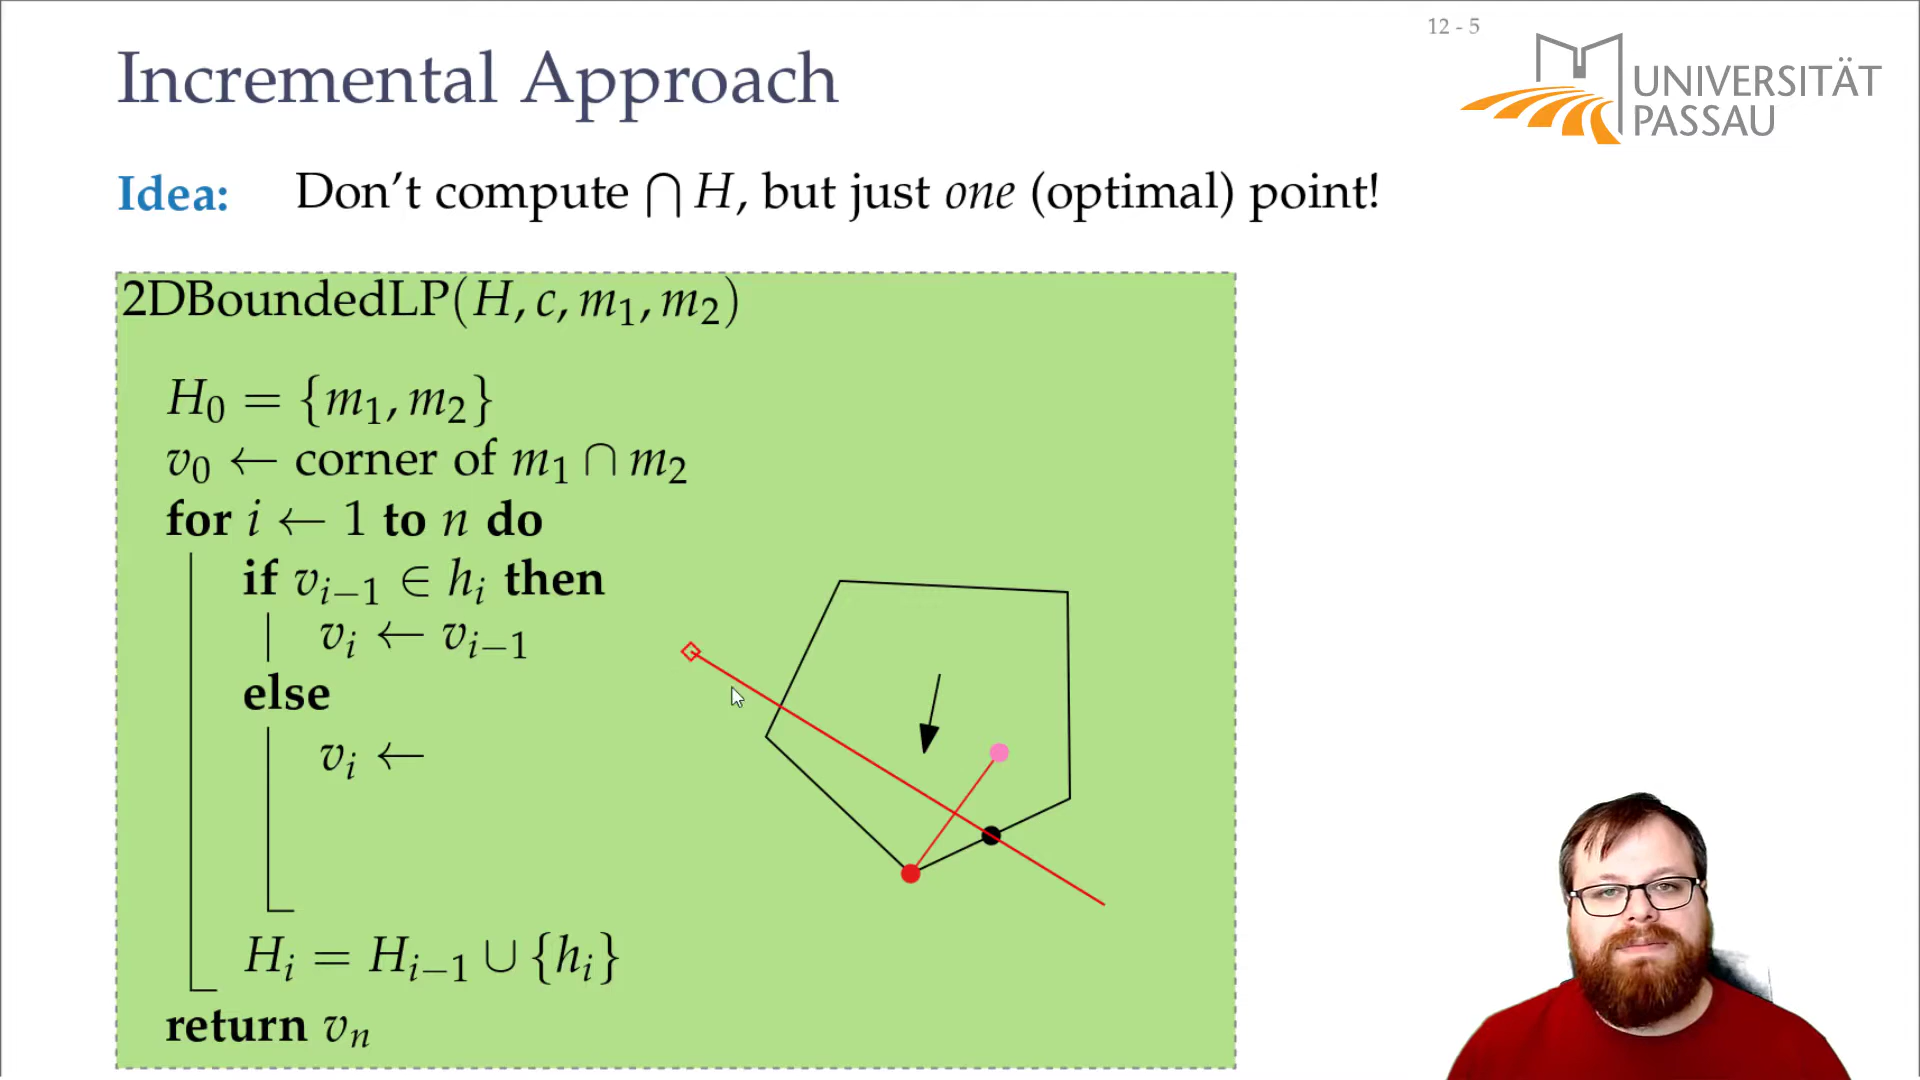 12 - 5
Incremental Approach
UNIVERSITÄT
PASSAU
Idea: Don't compute ⋂ H, but just one (optimal) point!
2DBoundedLP(H, c, m₁, m₂)
H₀ = {m₁, m₂}
v₀ ← corner of m₁ ∩ m₂
for i ← 1 to n do
if vᵢ₋₁ ∈ hᵢ then
vᵢ ← vᵢ₋₁
else
vᵢ ←
Hᵢ = Hᵢ₋₁ ∪ {hᵢ}
return vₙ